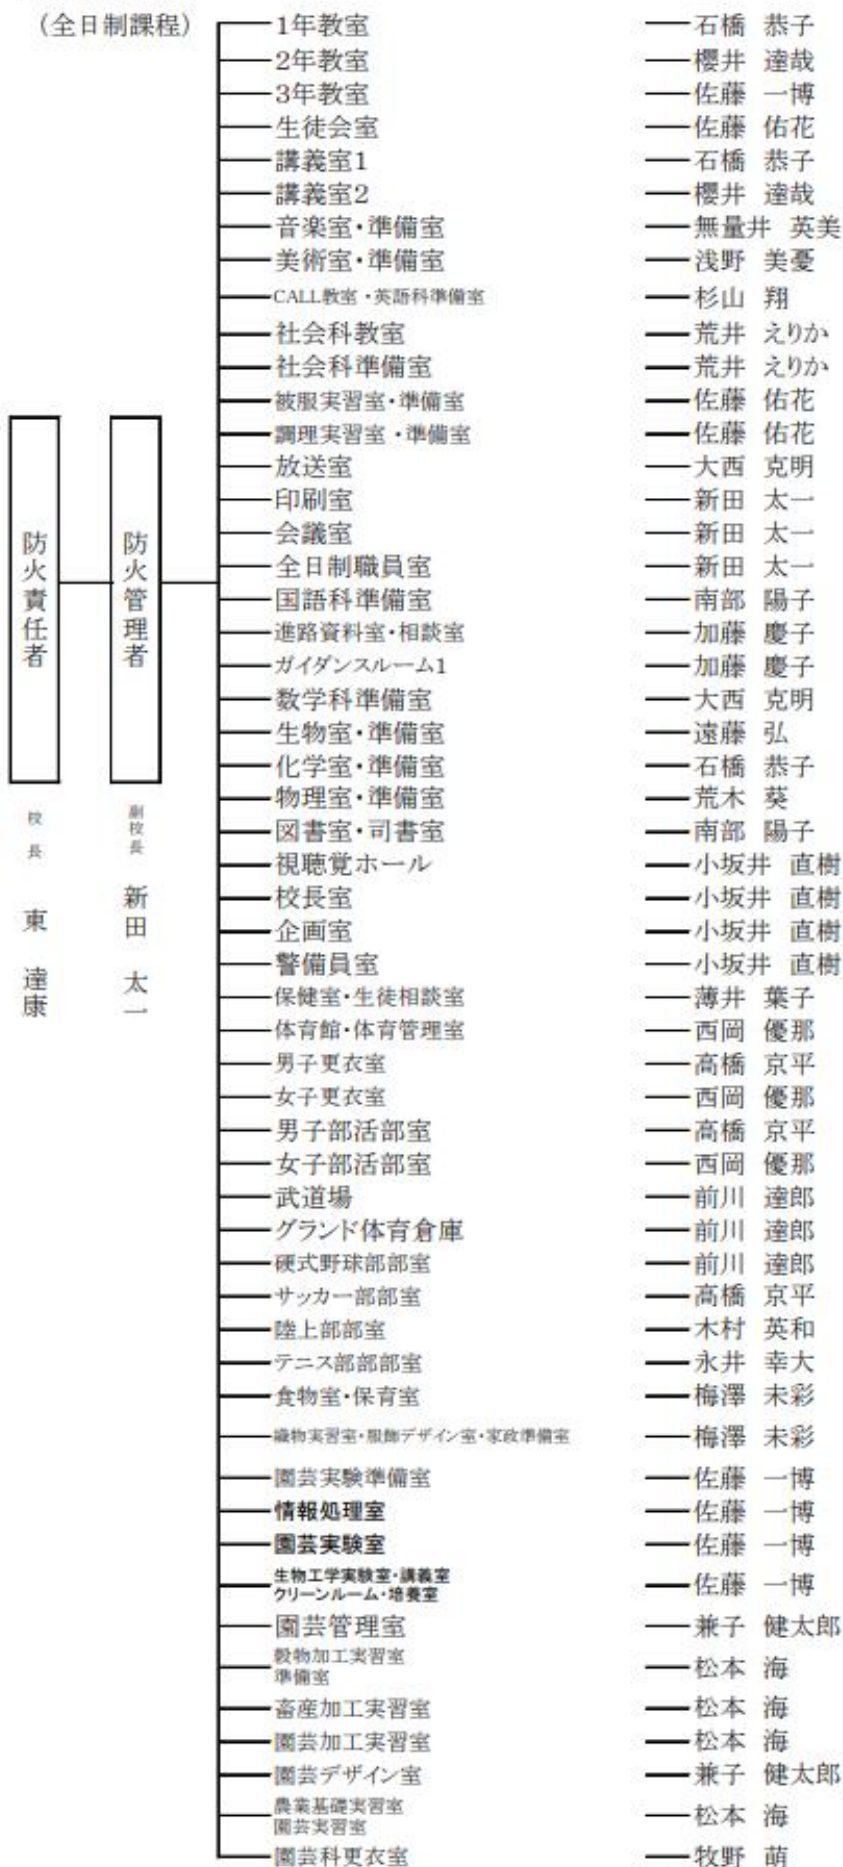 (全日制課程)
1年教室 石橋 恭子
2年教室 櫻井 達哉
3年教室 佐藤 一博
生徒会室 佐藤 佑花
講義室1 石橋 恭子
講義室2 櫻井 達哉
音楽室・準備室 無量井 英美
美術室・準備室 浅野 美憂
CALL教室・英語科準備室 杉山 翔
社会科教室 荒井 えりか
社会科準備室 荒井 えりか
被服実習室・準備室 佐藤 佑花
調理実習室・準備室 佐藤 佑花
放送室 大西 克明
印刷室 新田 太一
会議室 新田 太一
全日制職員室 新田 太一
国語科準備室 南部 陽子
進路資料室・相談室 加藤 慶子
ガイダンスルーム1 加藤 慶子
数学科準備室 大西 克明
生物室・準備室 遠藤 弘
化学室・準備室 石橋 恭子
物理室・準備室 荒木 葵
図書室・司書室 南部 陽子
視聴覚ホール 小坂井 直樹
校長室 小坂井 直樹
企画室 小坂井 直樹
警備員室 小坂井 直樹
保健室・生徒相談室 薄井 葉子
体育館・体育管理室 西岡 優那
男子更衣室 高橋 京平
女子更衣室 西岡 優那
男子部活部室 高橋 京平
女子部活部室 西岡 優那
武道場 前川 達郎
グランド体育倉庫 前川 達郎
硬式野球部部室 前川 達郎
サッカー部部室 高橋 京平
陸上部部室 木村 英和
テニス部部部室 永井 幸大
食物室・保育室 梅澤 未彩
織物実習室・服飾デザイン室・家政準備室 梅澤 未彩
園芸実験準備室 佐藤 一博
情報処理室 佐藤 一博
園芸実験室 佐藤 一博
生物工学実験室・講義室
クリーンルーム・培養室 佐藤 一博
園芸管理室 兼子 健太郎
穀物加工実習室
準備室 松本 海
畜産加工実習室 松本 海
園芸加工実習室 松本 海
園芸デザイン室 兼子 健太郎
農業基礎実習室
園芸実習室 松本 海
園芸科更衣室 牧野 萌
防火責任者
校長 東 達康
防火管理者
副校長 新田 太一